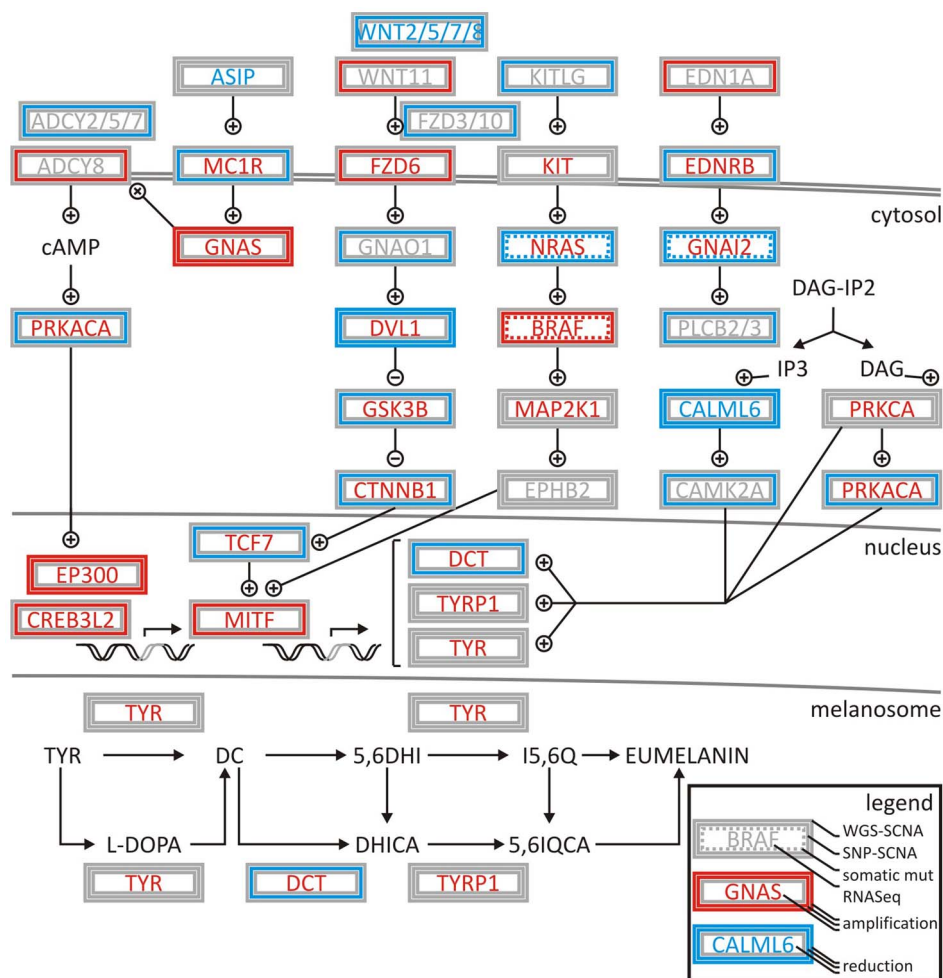 WNT2/5/7/8
ASIP
WNT11
KITLG
EDN1A
ADCY2/5/7
FZD3/10
ADCY8
MC1R
FZD6
KIT
EDNRB
cytosol
cAMP
GNAS
GNAO1
NRAS
GNAI2
DAG-IP2
PRKACA
DVL1
BRAF
PLCB2/3
IP3
DAG
GSK3B
MAP2K1
CALML6
PRKCA
CTNNB1
EPHB2
CAMK2A
PRKACA
nucleus
TCF7
DCT
EP300
TYRP1
CREB3L2
MITF
TYR
melanosome
TYR
TYR
TYR
DC
5,6DHI
I5,6Q
EUMELANIN
L-DOPA
DHICA
5,6IQCA
TYR
DCT
TYRP1
legend
BRAF
WGS-SCNA
SNP-SCNA
somatic mut
RNASeq
GNAS
amplification
CALML6
reduction